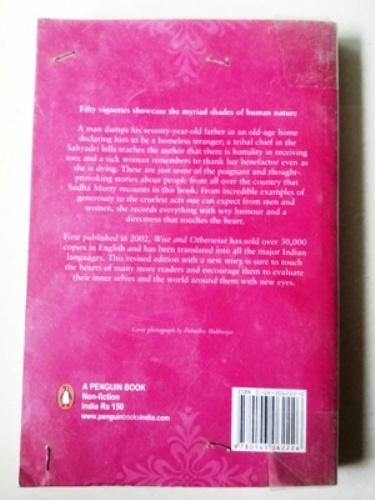 Fifty vignettes showcase the myriad shades of human nature
A man dumps his seventy-year-old father in an old-age home
declaring him to be a homeless stranger; a tribal chief in the
Sahyadri hills teaches the author that there is humility in receiving
too; and a sick woman remembers to thank her benefactor even as
she is dying. These are just some of the poignant and thought-
provoking stories about people from all over the country that
Sudha Murty recounts in this book. From incredible examples of
generosity to the cruelest acts one can expect from men and
women, she records everything with wry humour and a
directness that touches the heart.
First published in 2002, Wise and Otherwise has sold over 30,000
copies in English and has been translated into all the major Indian
languages. This revised edition with a new story is sure to touch
the hearts of many more readers and encourage them to evaluate
their inner selves and the world around them with new eyes.
Cover photograph by
A PENGUIN BOOK
Non-fiction
India Rs 150
www.penguinbooksindia.com
ISBN
9780143062226